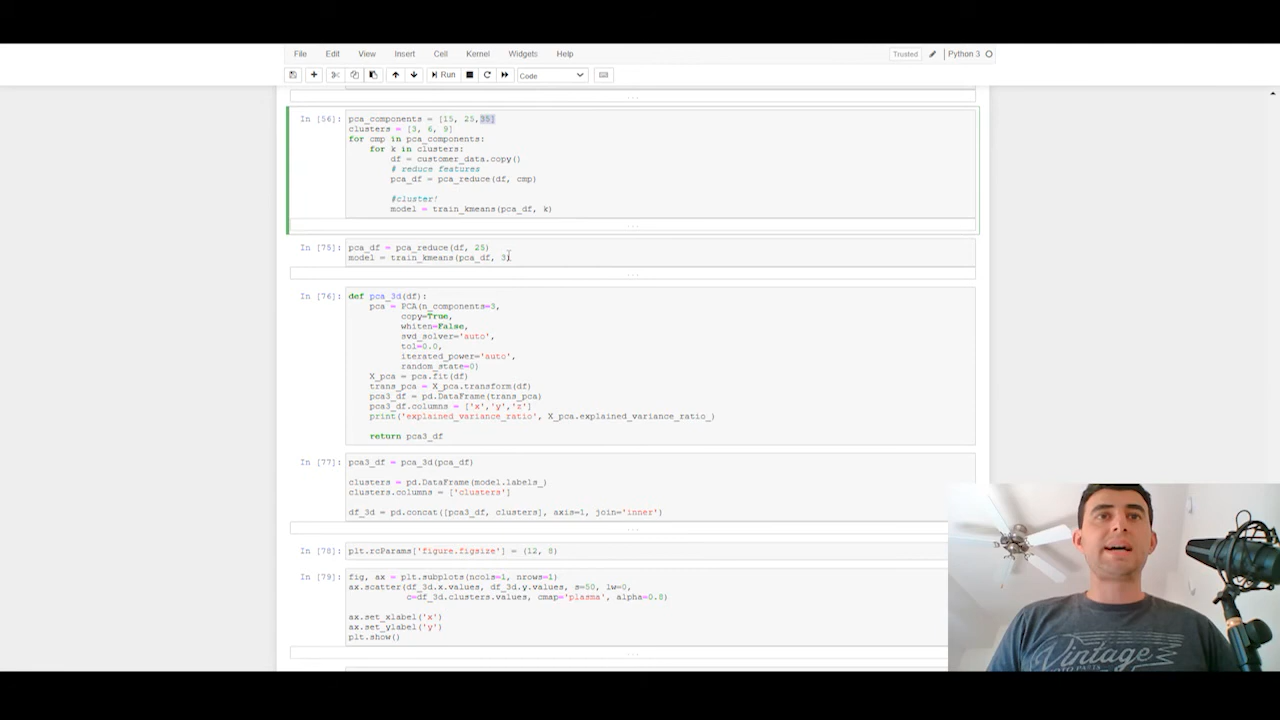 File Edit View Insert Cell Kernel Widgets Help Trusted Python 3
Run Code
...
In [56]: pca_components = [15, 25,35]
clusters = [3, 6, 9]
for cmp in pca_components:
for k in clusters:
df = customer_data.copy()
# reduce features
pca_df = pca_reduce(df, cmp)
#cluster!
model = train_kmeans(pca_df, k)
...
In [75]: pca_df = pca_reduce(df, 25)
model = train_kmeans(pca_df, 3)
...
In [76]: def pca_3d(df):
pca = PCA(n_components=3,
copy=True,
whiten=False,
svd_solver='auto',
tol=0.0,
iterated_power='auto',
random_state=0)
X_pca = pca.fit(df)
trans_pca = X_pca.transform(df)
pca3_df = pd.DataFrame(trans_pca)
pca3_df.columns = ['x','y','z']
print('explained_variance_ratio', X_pca.explained_variance_ratio_)
return pca3_df
In [77]: pca3_df = pca_3d(pca_df)
clusters = pd.DataFrame(model.labels_)
clusters.columns = ['clusters']
df_3d = pd.concat([pca3_df, clusters], axis=1, join='inner')
...
In [78]: plt.rcParams['figure.figsize'] = (12, 8)
In [79]: fig, ax = plt.subplots(ncols=1, nrows=1)
ax.scatter(df_3d.x.values, df_3d.y.values, s=50, lw=0,
c=df_3d.clusters.values, cmap='plasma', alpha=0.8)
ax.set_xlabel('x')
ax.set_ylabel('y')
plt.show()
...
Vintage